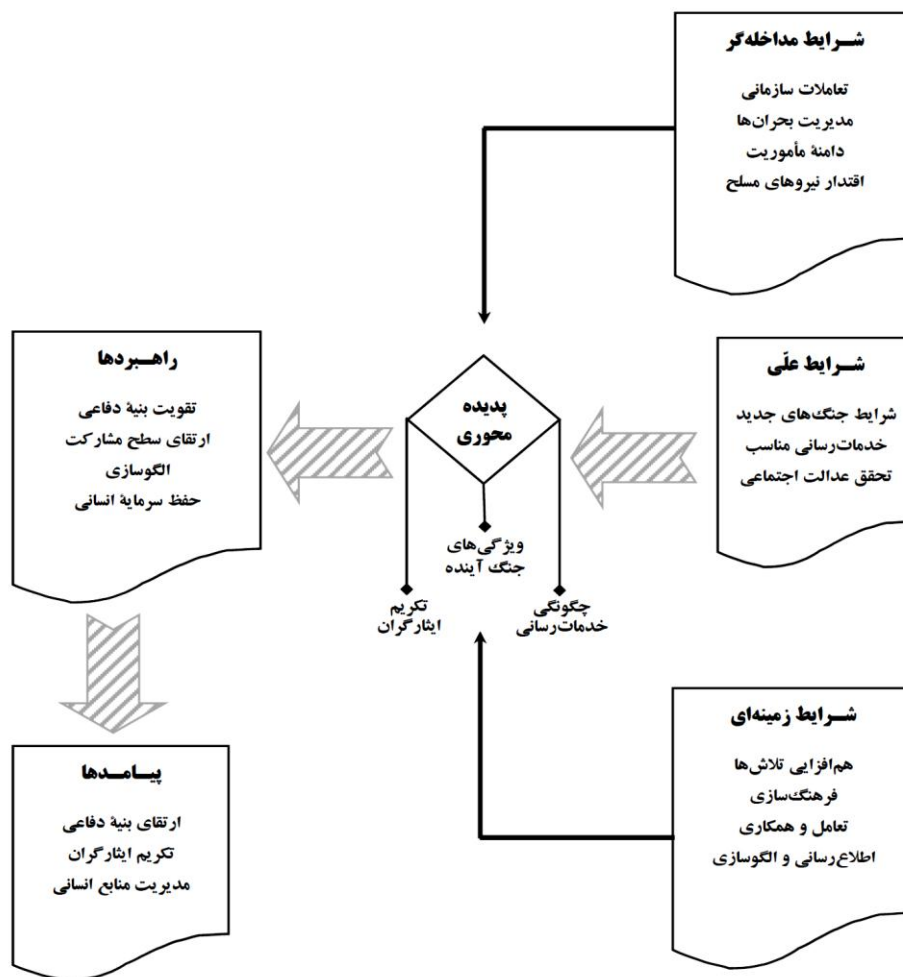 شرایط مداخله‌گر
تعاملات سازمانی
مدیریت بحران‌ها
دامنهٔ مأموریت
اقتدار نیروهای مسلح
شرایط علّی
شرایط جنگ‌های جدید
خدمات‌رسانی مناسب
تحقق عدالت اجتماعی
پدیده
محوری
ویژگی‌های
جنگ آینده
چگونگی
خدمات‌رسانی
تکریم
ایثارگران
راهبردها
تقویت بنیهٔ دفاعی
ارتقای سطح مشارکت
الگوسازی
حفظ سرمایهٔ انسانی
شرایط زمینه‌ای
هم‌افزایی تلاش‌ها
فرهنگ‌سازی
تعامل و همکاری
اطلاع‌رسانی و الگوسازی
پیامدها
ارتقای بنیهٔ دفاعی
تکریم ایثارگران
مدیریت منابع انسانی